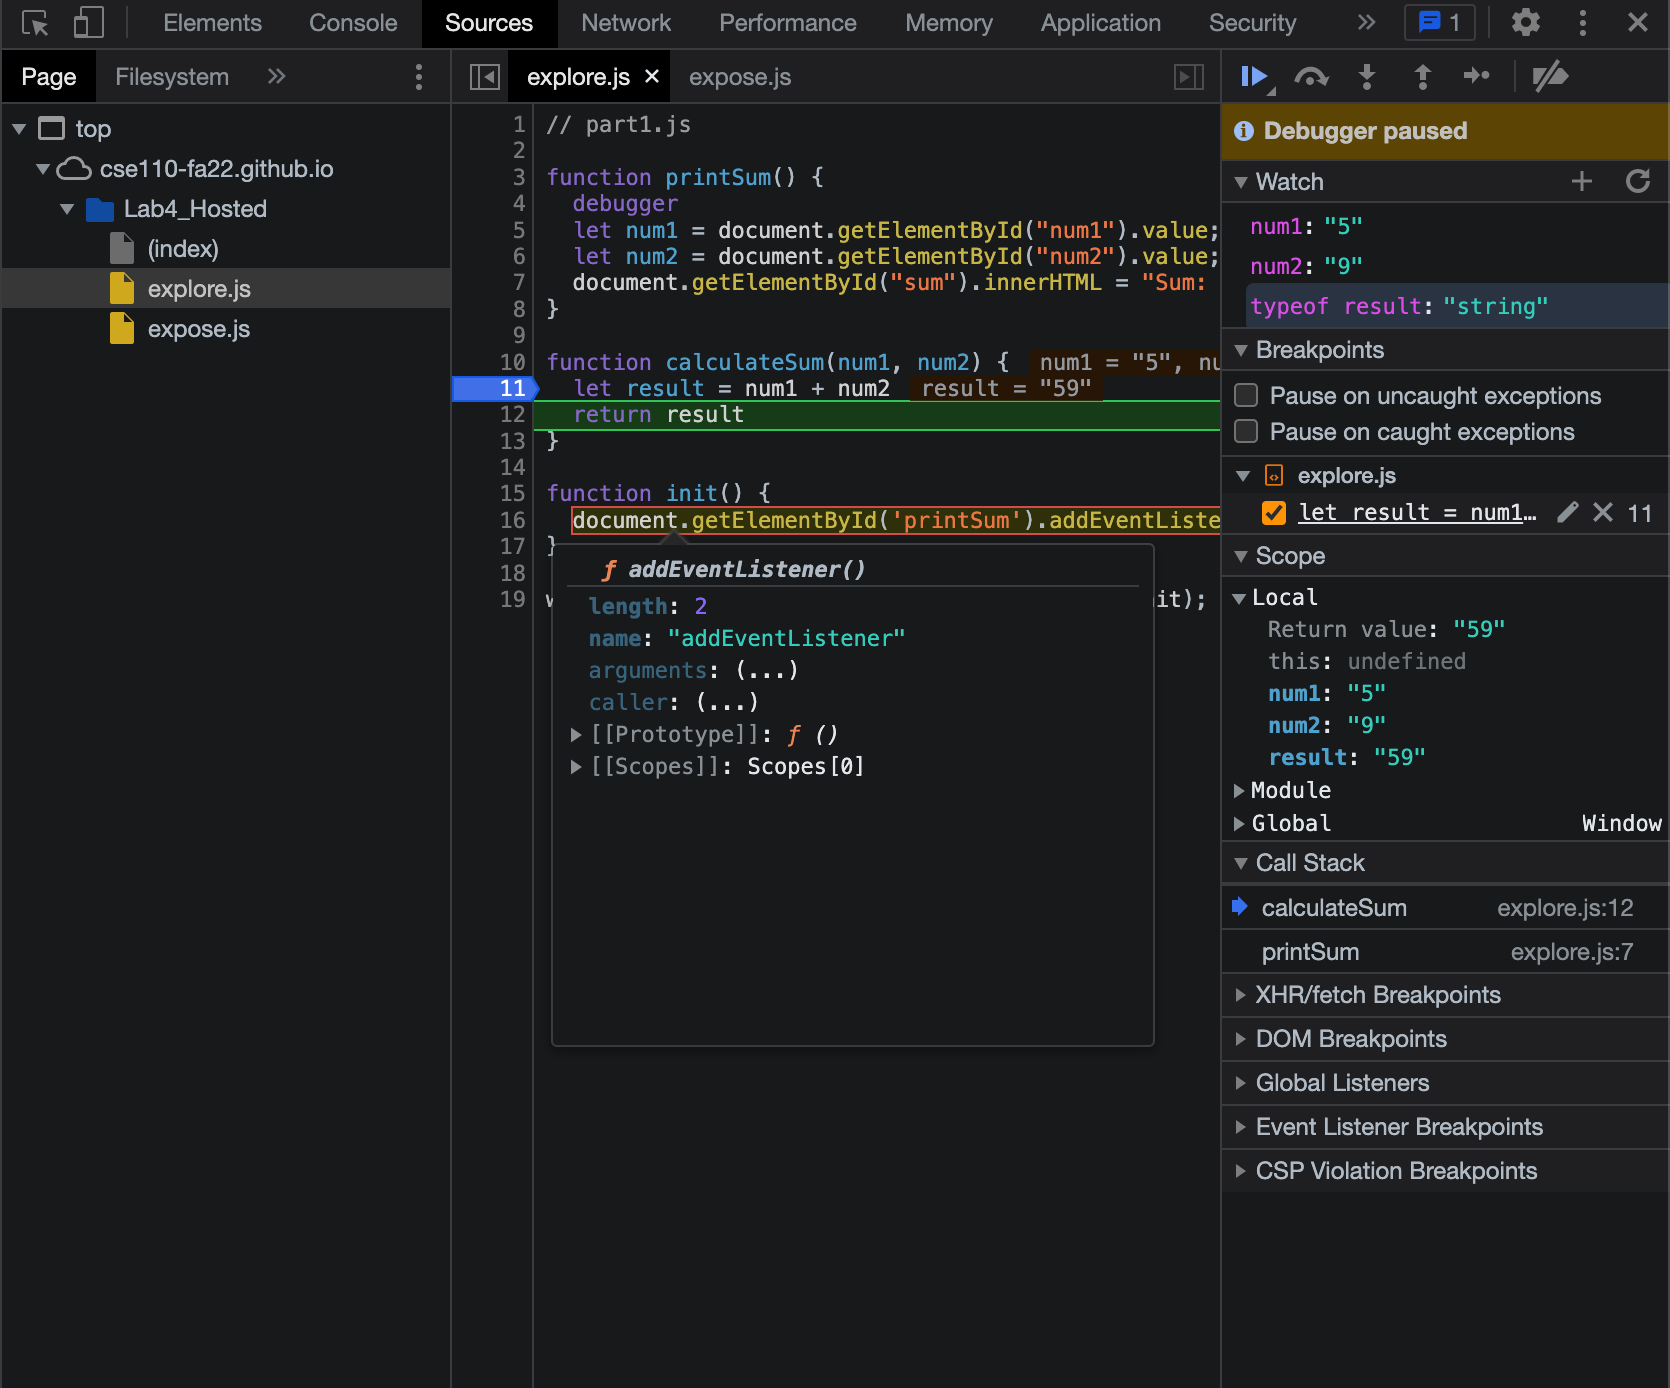 Elements Console Sources Network Performance Memory Application Security » 1
Page Filesystem »
top
cse110-fa22.github.io
Lab4_Hosted
(index)
explore.js
expose.js
explore.js × expose.js
1 // part1.js
2
3 function printSum() {
4 debugger
5 let num1 = document.getElementById("num1").value;
6 let num2 = document.getElementById("num2").value;
7 document.getElementById("sum").innerHTML = "Sum:
8 }
9
10 function calculateSum(num1, num2) { num1 = "5", nu
11 let result = num1 + num2 result = "59"
12 return result
13 }
14
15 function init() {
16 document.getElementById('printSum').addEventListe
17 }
18
19 w it);
ƒ addEventListener()
length: 2
name: "addEventListener"
arguments: (...)
caller: (...)
[[Prototype]]: ƒ ()
[[Scopes]]: Scopes[0]
Debugger paused
Watch
num1: "5"
num2: "9"
typeof result: "string"
Breakpoints
Pause on uncaught exceptions
Pause on caught exceptions
explore.js
let result = num1… 11
Scope
Local
Return value: "59"
this: undefined
num1: "5"
num2: "9"
result: "59"
Module
Global Window
Call Stack
calculateSum explore.js:12
printSum explore.js:7
XHR/fetch Breakpoints
DOM Breakpoints
Global Listeners
Event Listener Breakpoints
CSP Violation Breakpoints